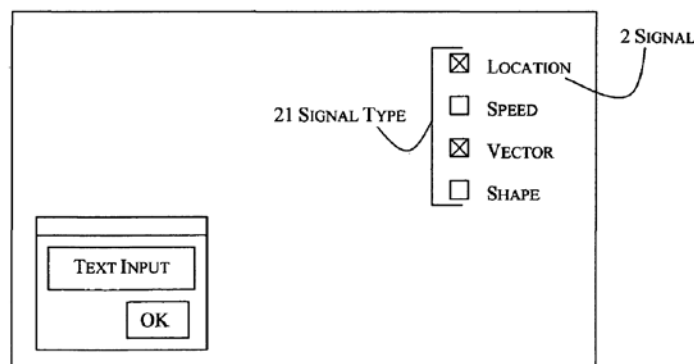 2 SIGNAL
LOCATION
SPEED
21 SIGNAL TYPE
VECTOR
SHAPE
TEXT INPUT
OK